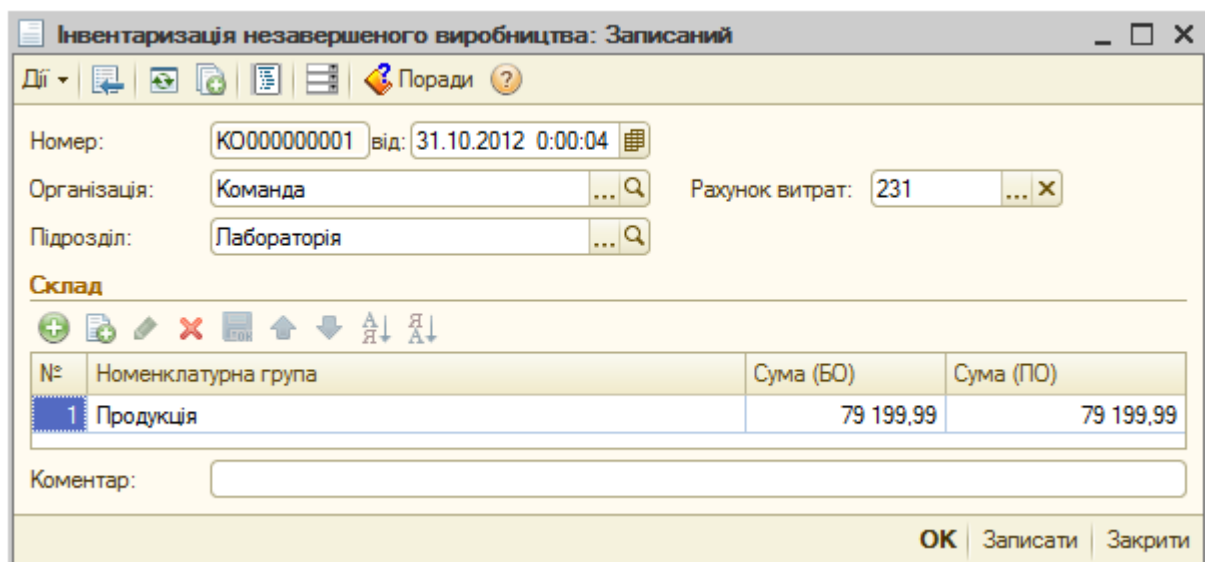 Інвентаризація незавершеного виробництва: Записаний
Дії Поради
Номер: КО000000001 від: 31.10.2012 0:00:04
Організація: Команда ... Рахунок витрат: 231 ...
Підрозділ: Лабораторія ...
Склад
№ Номенклатурна група Сума (БО) Сума (ПО)
1 Продукція 79 199,99 79 199,99
Коментар:
ОК Записати Закрити